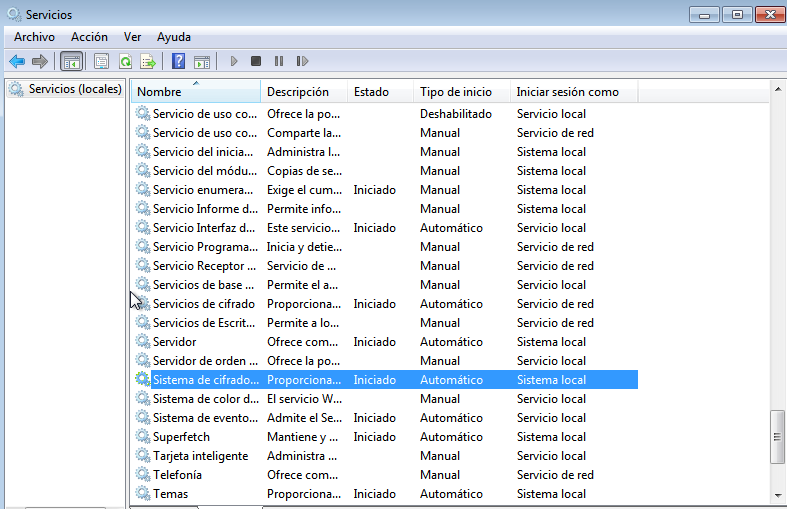 Servicios
Archivo Acción Ver Ayuda
Servicios (locales)
Nombre Descripción Estado Tipo de inicio Iniciar sesión como
Servicio de uso co... Ofrece la po... Deshabilitado Servicio local
Servicio de uso co... Comparte la... Manual Servicio de red
Servicio del inicia... Administra l... Manual Sistema local
Servicio del módu... Copias de se... Manual Sistema local
Servicio enumera... Exige el cum... Iniciado Manual Sistema local
Servicio Informe d... Permite info... Manual Sistema local
Servicio Interfaz d... Este servicio... Iniciado Automático Servicio local
Servicio Programa... Inicia y detie... Manual Servicio de red
Servicio Receptor ... Servicio de ... Manual Servicio de red
Servicios de base ... Permite el a... Manual Servicio local
Servicios de cifrado Proporciona... Iniciado Automático Servicio de red
Servicios de Escrit... Permite a lo... Manual Servicio de red
Servidor Ofrece com... Iniciado Automático Sistema local
Servidor de orden ... Ofrece la po... Manual Servicio local
Sistema de cifrado... Proporciona... Iniciado Automático Sistema local
Sistema de color d... El servicio W... Manual Servicio local
Sistema de evento... Admite el Se... Iniciado Automático Servicio local
Superfetch Mantiene y ... Iniciado Automático Sistema local
Tarjeta inteligente Administra ... Manual Servicio local
Telefonía Ofrece com... Manual Servicio de red
Temas Proporciona... Iniciado Automático Sistema local